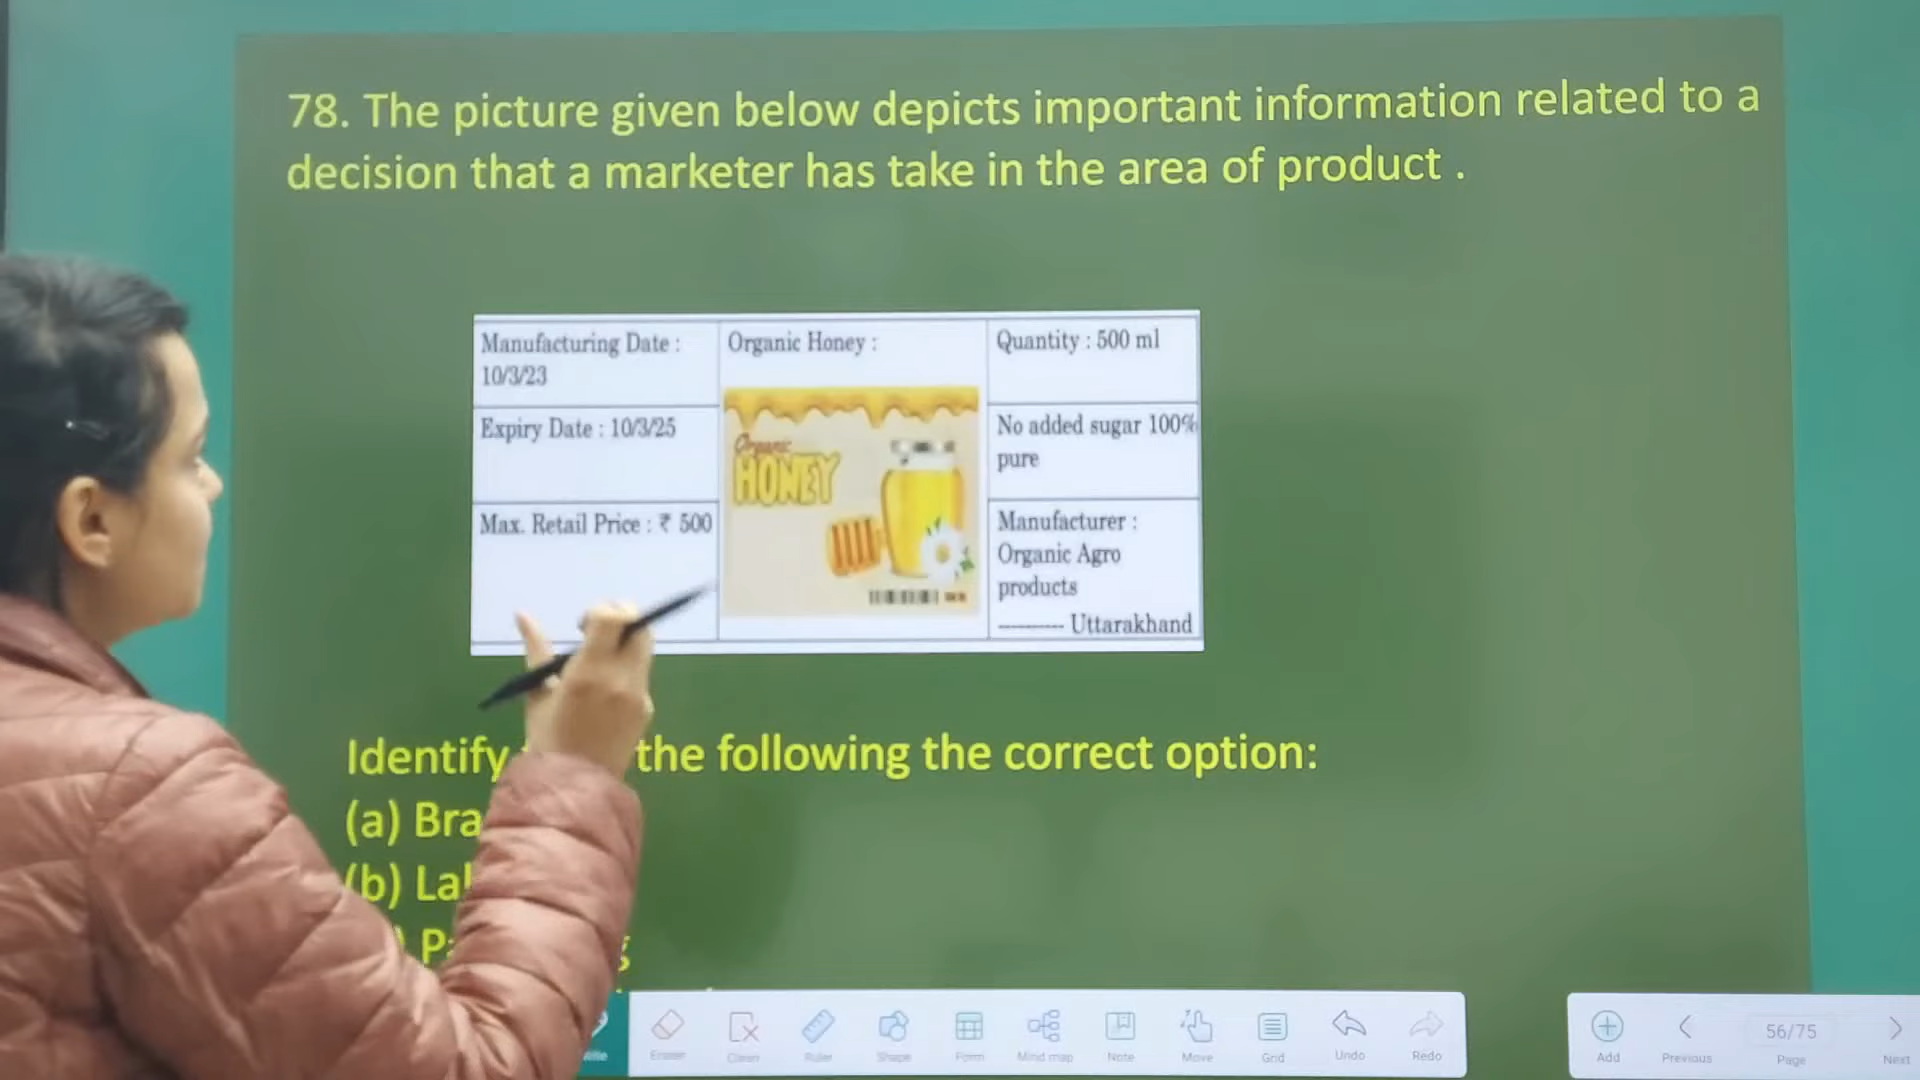 78. The picture given below depicts important information related to a
decision that a marketer has take in the area of product .
Manufacturing Date :
10/3/23
Expiry Date : 10/3/25
Max. Retail Price : ₹ 500
Organic Honey :
Organic
HONEY
Quantity : 500 ml
No added sugar 100%
pure
Manufacturer :
Organic Agro
products
---------- Uttarakhand
Identify the following the correct option:
(a)
(b)
Eraser
Clean
Ruler
Shape
Form
Mind map
Note
Move
Grid
Undo
Redo
Add
Previous
56/75
Page
Next